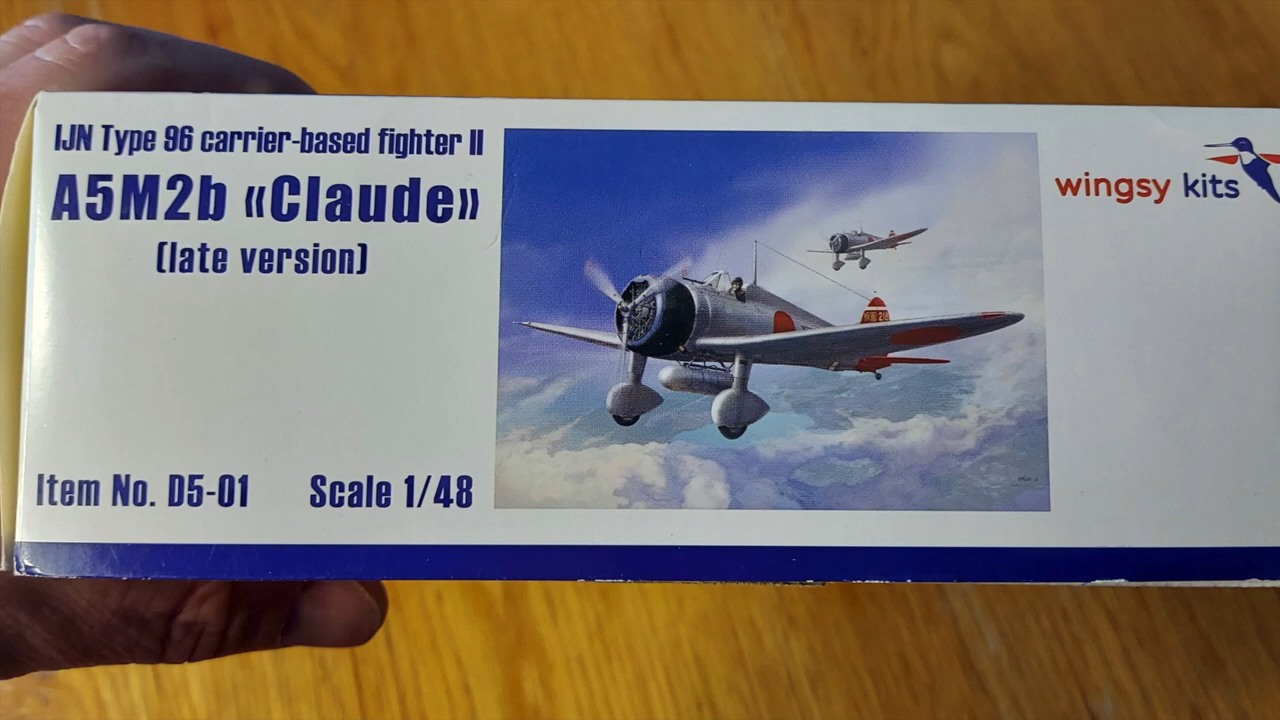 IJN Type 96 carrier-based fighter II
A5M2b «Claude»
(late version)
Item No. D5-01 Scale 1/48
wingsy kits